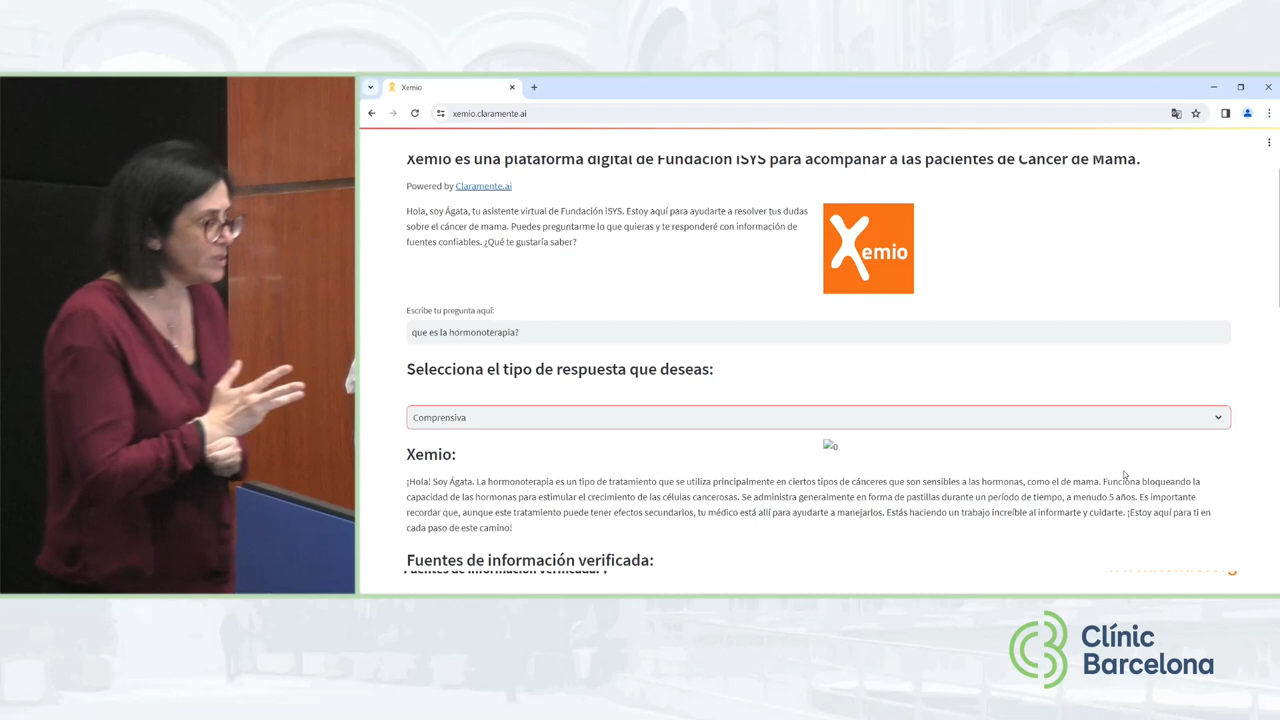 Xemio
xemio.claramente.ai
Xemio es una plataforma digital de Fundación iSYS para acompañar a las pacientes de Cáncer de Mama.
Powered by Claramente.ai
Hola, soy Ágata, tu asistente virtual de Fundación iSYS. Estoy aquí para ayudarte a resolver tus dudas
sobre el cáncer de mama. Puedes preguntarme lo que quieras y te responderé con información de
fuentes confiables. ¿Qué te gustaría saber?
Xemio
Escribe tu pregunta aquí:
que es la hormonoterapia?
Selecciona el tipo de respuesta que deseas:
Comprensiva
0
Xemio:
¡Hola! Soy Ágata. La hormonoterapia es un tipo de tratamiento que se utiliza principalmente en ciertos tipos de cánceres que son sensibles a las hormonas, como el de mama. Funciona bloqueando la
capacidad de las hormonas para estimular el crecimiento de las células cancerosas. Se administra generalmente en forma de pastillas durante un período de tiempo, a menudo 5 años. Es importante
recordar que, aunque este tratamiento puede tener efectos secundarios, tu médico está allí para ayudarte a manejarlos. Estás haciendo un trabajo increíble al informarte y cuidarte. ¡Estoy aquí para ti en
cada paso de este camino!
Fuentes de información verificada:
Clínic
Barcelona